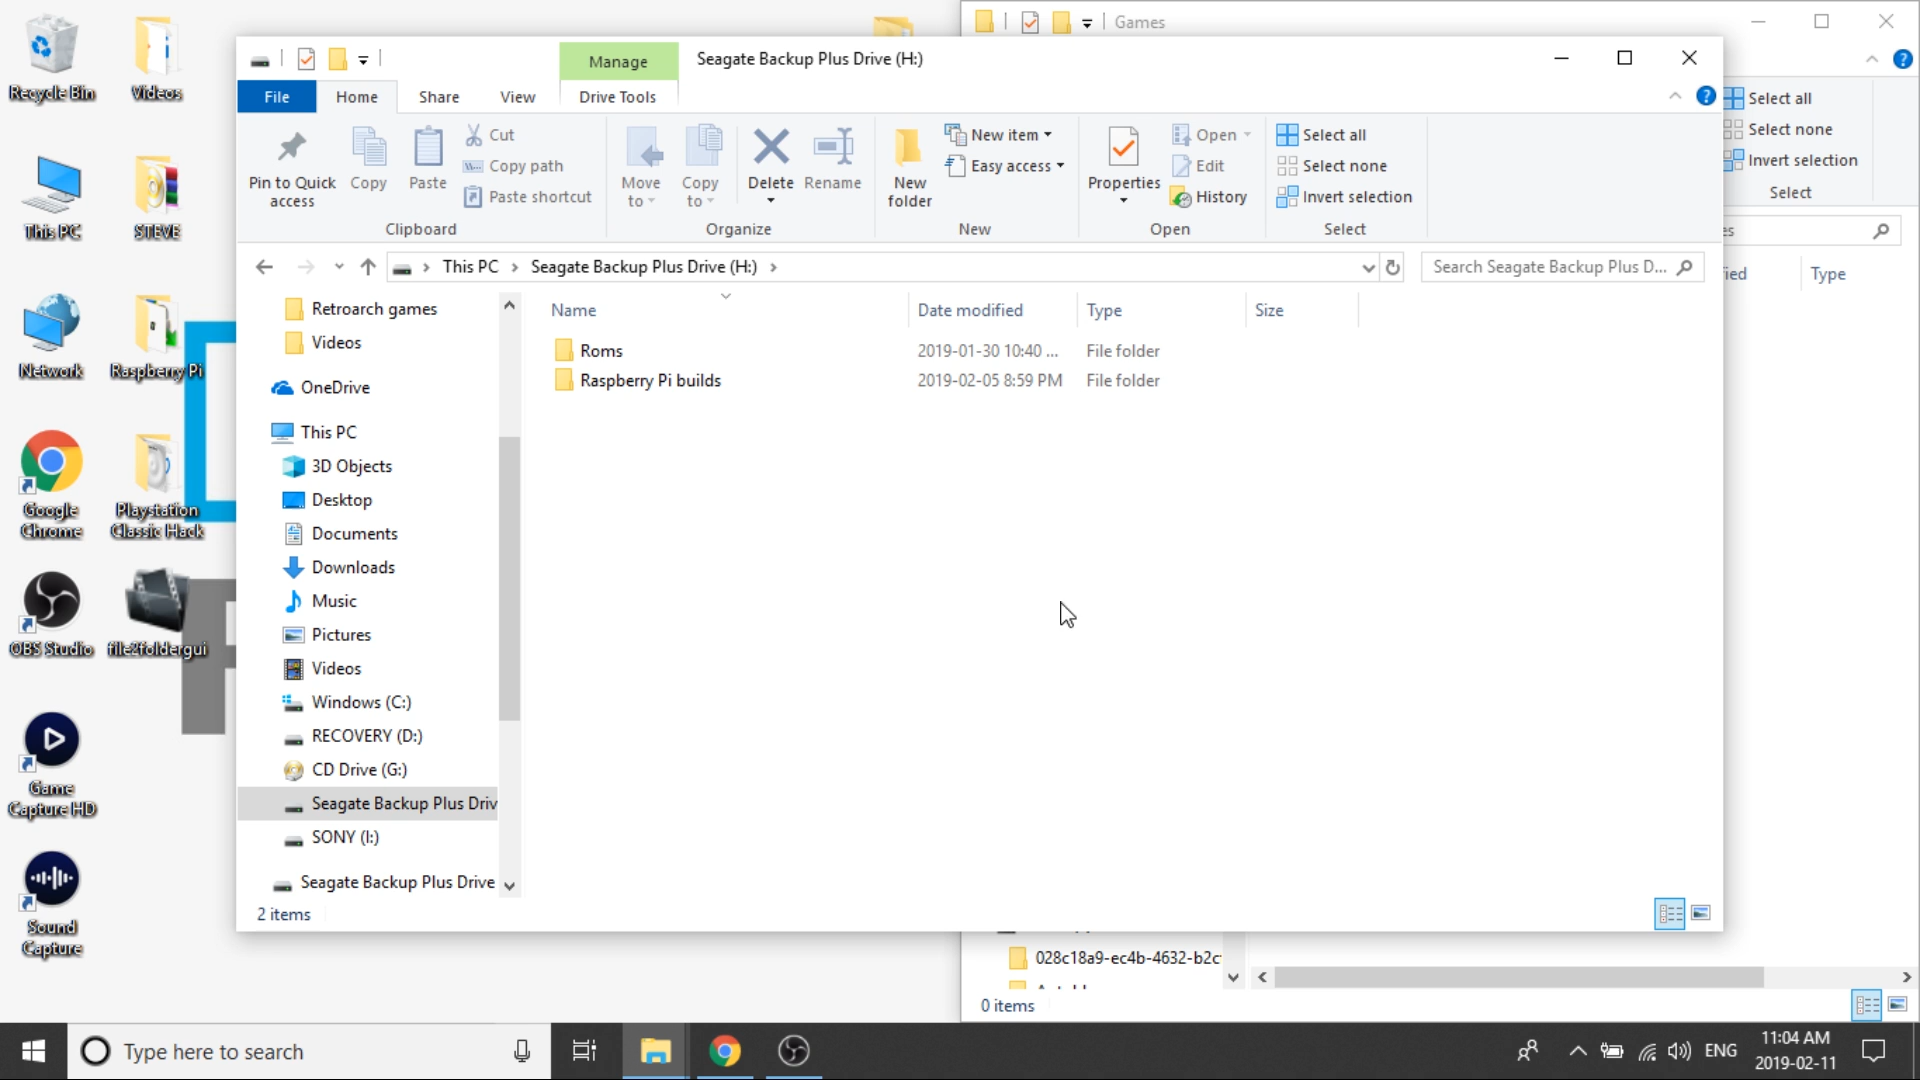 Games
Manage
Seagate Backup Plus Drive (H:)
File
Home
Share
View
Drive Tools
Pin to Quick access
Copy
Paste
Cut
Copy path
Paste shortcut
Clipboard
Move to
Copy to
Delete
Rename
Organize
New folder
New item
Easy access
New
Properties
Open
Edit
History
Open
Select all
Select none
Invert selection
Select
Select all
Select none
Invert selection
Select
This PC
Seagate Backup Plus Drive (H:)
Search Seagate Backup Plus D...
Type
Name
Date modified
Type
Size
Roms
2019-01-30 10:40 ...
File folder
Raspberry Pi builds
2019-02-05 8:59 PM
File folder
Retroarch games
Videos
OneDrive
This PC
3D Objects
Desktop
Documents
Downloads
Music
Pictures
Videos
Windows (C:)
RECOVERY (D:)
CD Drive (G:)
Seagate Backup Plus Driv
SONY (I:)
Seagate Backup Plus Drive
2 items
028c18a9-ec4b-4632-b2c
0 items
Recycle Bin
Videos
This PC
STEVE
Network
Raspberry Pi
Google Chrome
Playstation Classic Hack
OBS Studio
file2foldergui
Game Capture HD
Sound Capture
Type here to search
ENG
11:04 AM
2019-02-11